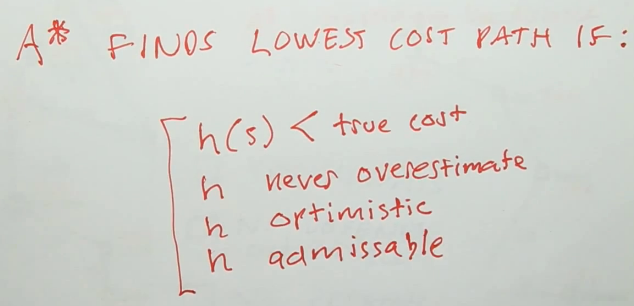 A* FINDS LOWEST COST PATH IF:
h(s) < true cost
h never overestimate
h optimistic
h admissable